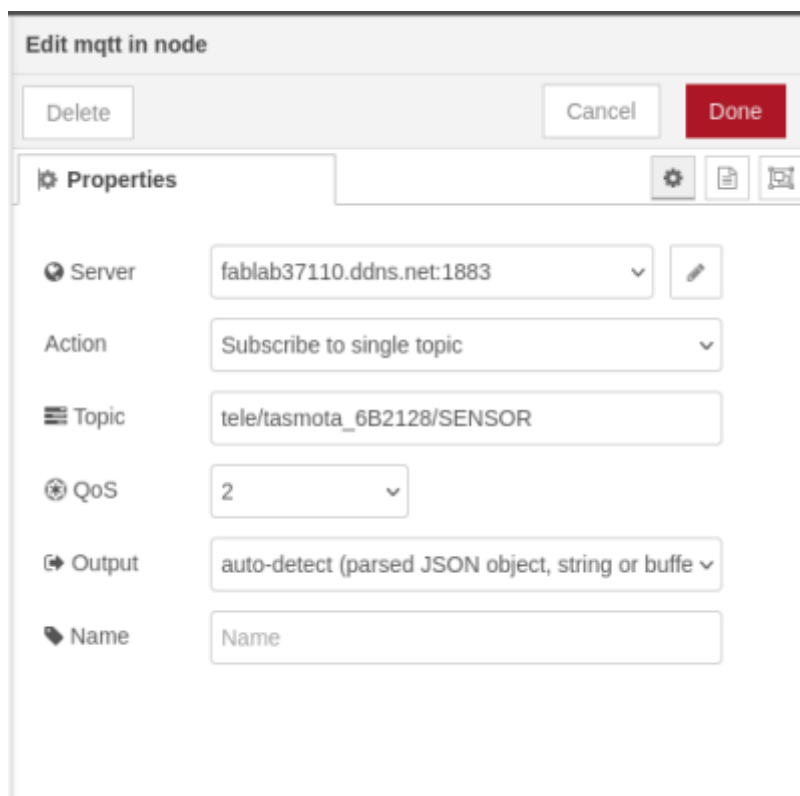 Edit mqtt in node
Delete
Cancel
Done
Properties
Server
fablab37110.ddns.net:1883
Action
Subscribe to single topic
Topic
tele/tasmota_6B2128/SENSOR
QoS
2
Output
auto-detect (parsed JSON object, string or buffe
Name
Name